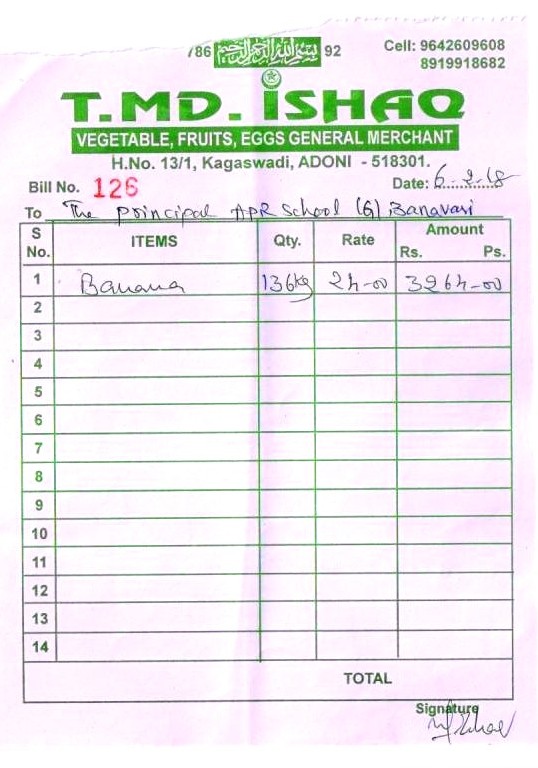 786 بسم الله الرحمن الرحيم 92 Cell: 9642609608
8919918682
T.MD. ISHAQ
VEGETABLE, FRUITS, EGGS GENERAL MERCHANT
H.No. 13/1, Kagaswadi, ADONI - 518301.
Bill No. 126 Date: 6.2.18
To The principal APR School (G) Banavasi
S No. ITEMS Qty. Rate Amount Rs. Ps.
1 Banana 136kg 24-00 3264-00
2
3
4
5
6
7
8
9
10
11
12
13
14
TOTAL
Signature